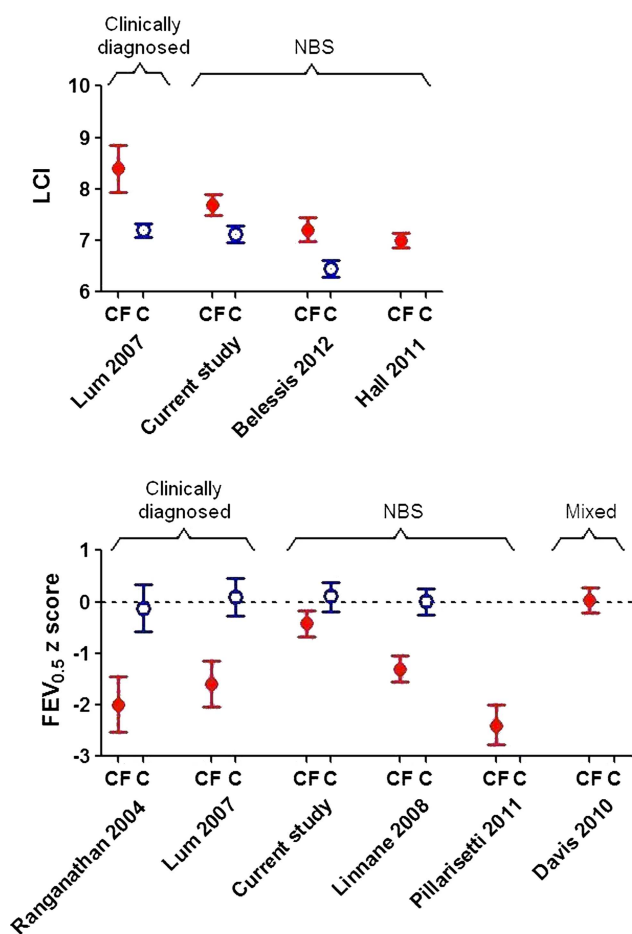 Clinically
diagnosed
NBS
10
9
8
7
6
LCI
CF C
CF C
CF C
CF C
Lum 2007
Current study
Belessis 2012
Hall 2011
Clinically
diagnosed
NBS
Mixed
1
0
-1
-2
-3
FEV0.5 z score
CF C
CF C
CF C
CF C
CF C
CF C
Ranganathan 2004
Lum 2007
Current study
Linnane 2008
Pillarisetti 2011
Davis 2010